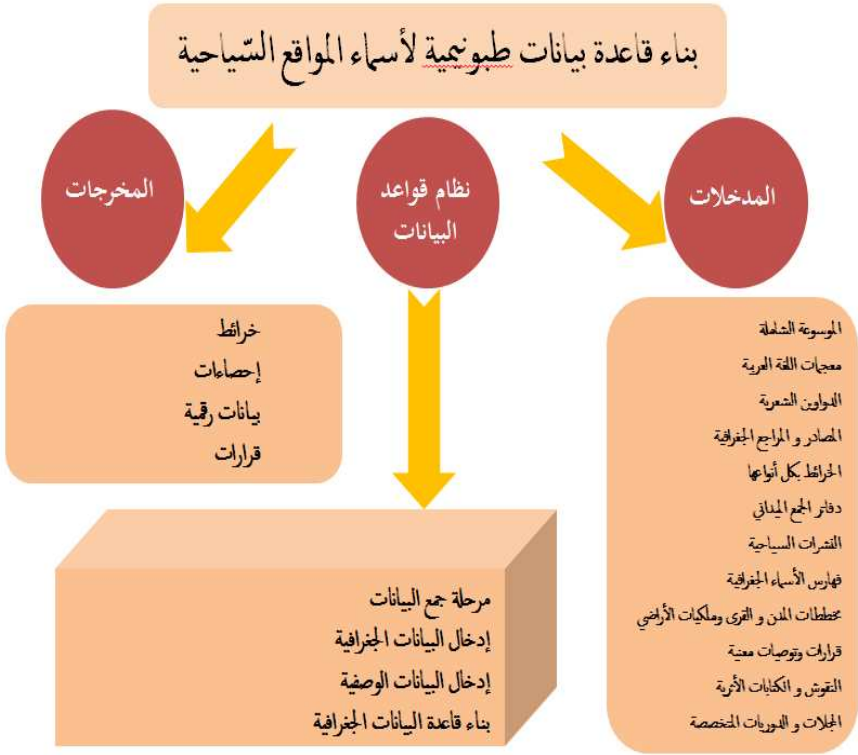 بناء قاعدة بيانات طبونيمية لأسماء المواقع السّياحية
المدخلات
الموسوعة الشاملة
معجمات اللغة العربية
الدواوين الشعرية
المصادر و المراجع الجغرافية
الخرائط بكل أنواعها
دفاتر الجمع الميداني
النشرات السياحية
فهارس الأسماء الجغرافية
مخططات المدن و القرى وملكيات الأراضي
قرارات وتوصيات معنية
النقوش و الكتابات الأثرية
المجلات و الدوريات المتخصصة
نظام قواعد
البيانات
مرحلة جمع البيانات
إدخال البيانات الجغرافية
إدخال البيانات الوصفية
بناء قاعدة البيانات الجغرافية
المخرجات
خرائط
إحصاءات
بيانات رقمية
قرارات